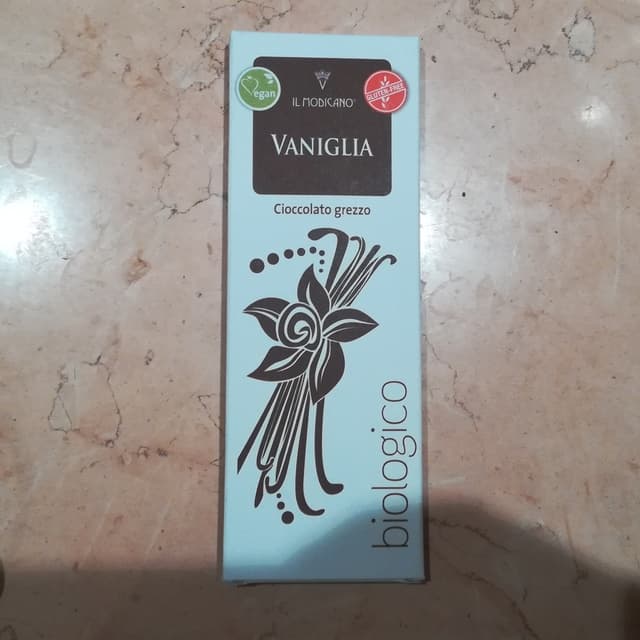 vegan
IL MODICANO®
GLUTEN-FREE
VANIGLIA
Cioccolato grezzo
biologico